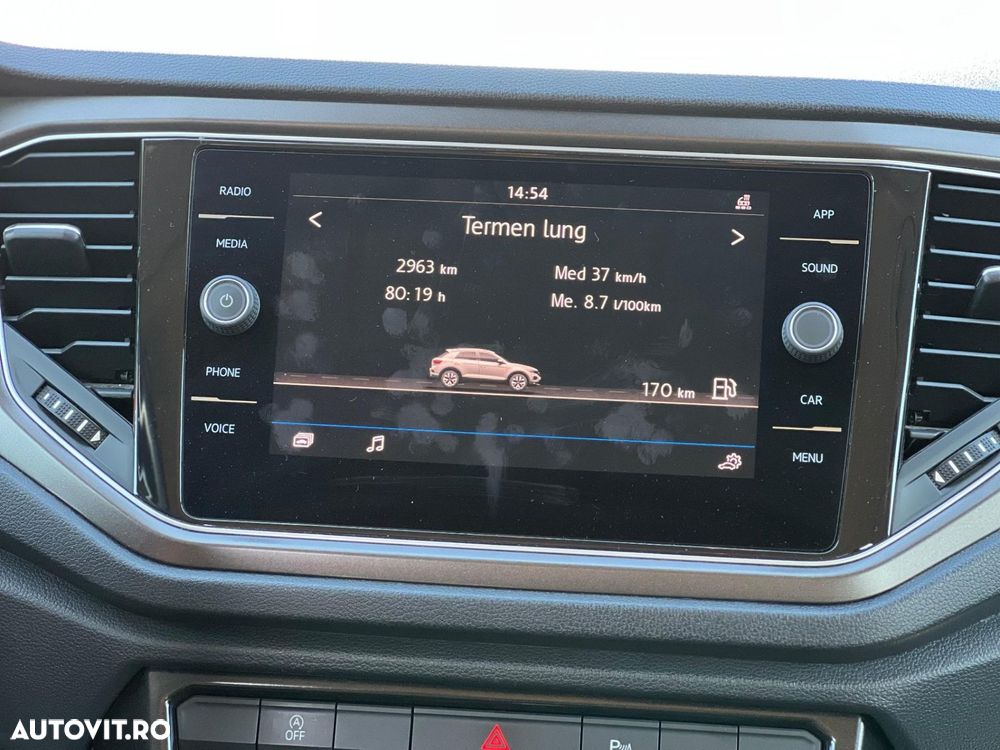 14:54
Termen lung
2963 km
80:19 h
Med 37 km/h
Me. 8.7 l/100km
170 km
RADIO
MEDIA
PHONE
VOICE
APP
SOUND
CAR
MENU
A
OFF
P
AUTOVIT.RO